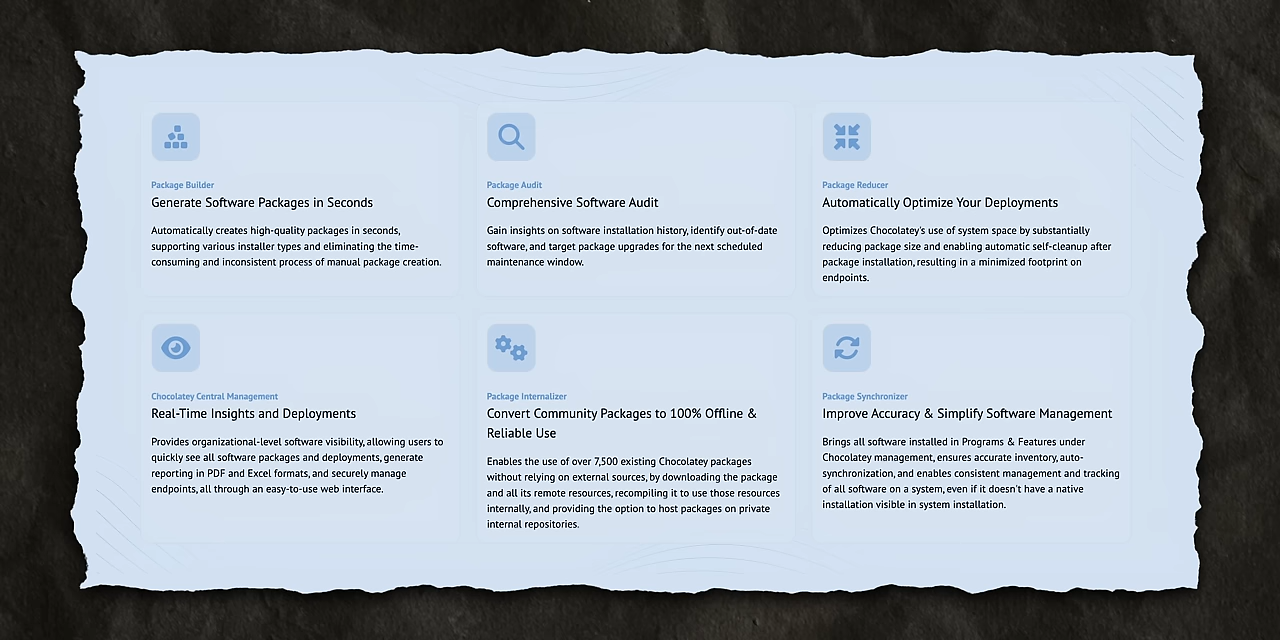 Package Builder
Generate Software Packages in Seconds
Automatically creates high-quality packages in seconds,
supporting various installer types and eliminating the time-
consuming and inconsistent process of manual package creation.
Package Audit
Comprehensive Software Audit
Gain insights on software installation history, identify out-of-date
software, and target package upgrades for the next scheduled
maintenance window.
Package Reducer
Automatically Optimize Your Deployments
Optimizes Chocolatey's use of system space by substantially
reducing package size and enabling automatic self-cleanup after
package installation, resulting in a minimized footprint on
endpoints.
Chocolatey Central Management
Real-Time Insights and Deployments
Provides organizational-level software visibility, allowing users to
quickly see all software packages and deployments, generate
reporting in PDF and Excel formats, and securely manage
endpoints, all through an easy-to-use web interface.
Package Internalizer
Convert Community Packages to 100% Offline &
Reliable Use
Enables the use of over 7,500 existing Chocolatey packages
without relying on external sources, by downloading the package
and all its remote resources, recompiling it to use those resources
internally, and providing the option to host packages on private
internal repositories.
Package Synchronizer
Improve Accuracy & Simplify Software Management
Brings all software installed in Programs & Features under
Chocolatey management, ensures accurate inventory, auto-
synchronization, and enables consistent management and tracking
of all software on a system, even if it doesn't have a native
installation visible in system installation.